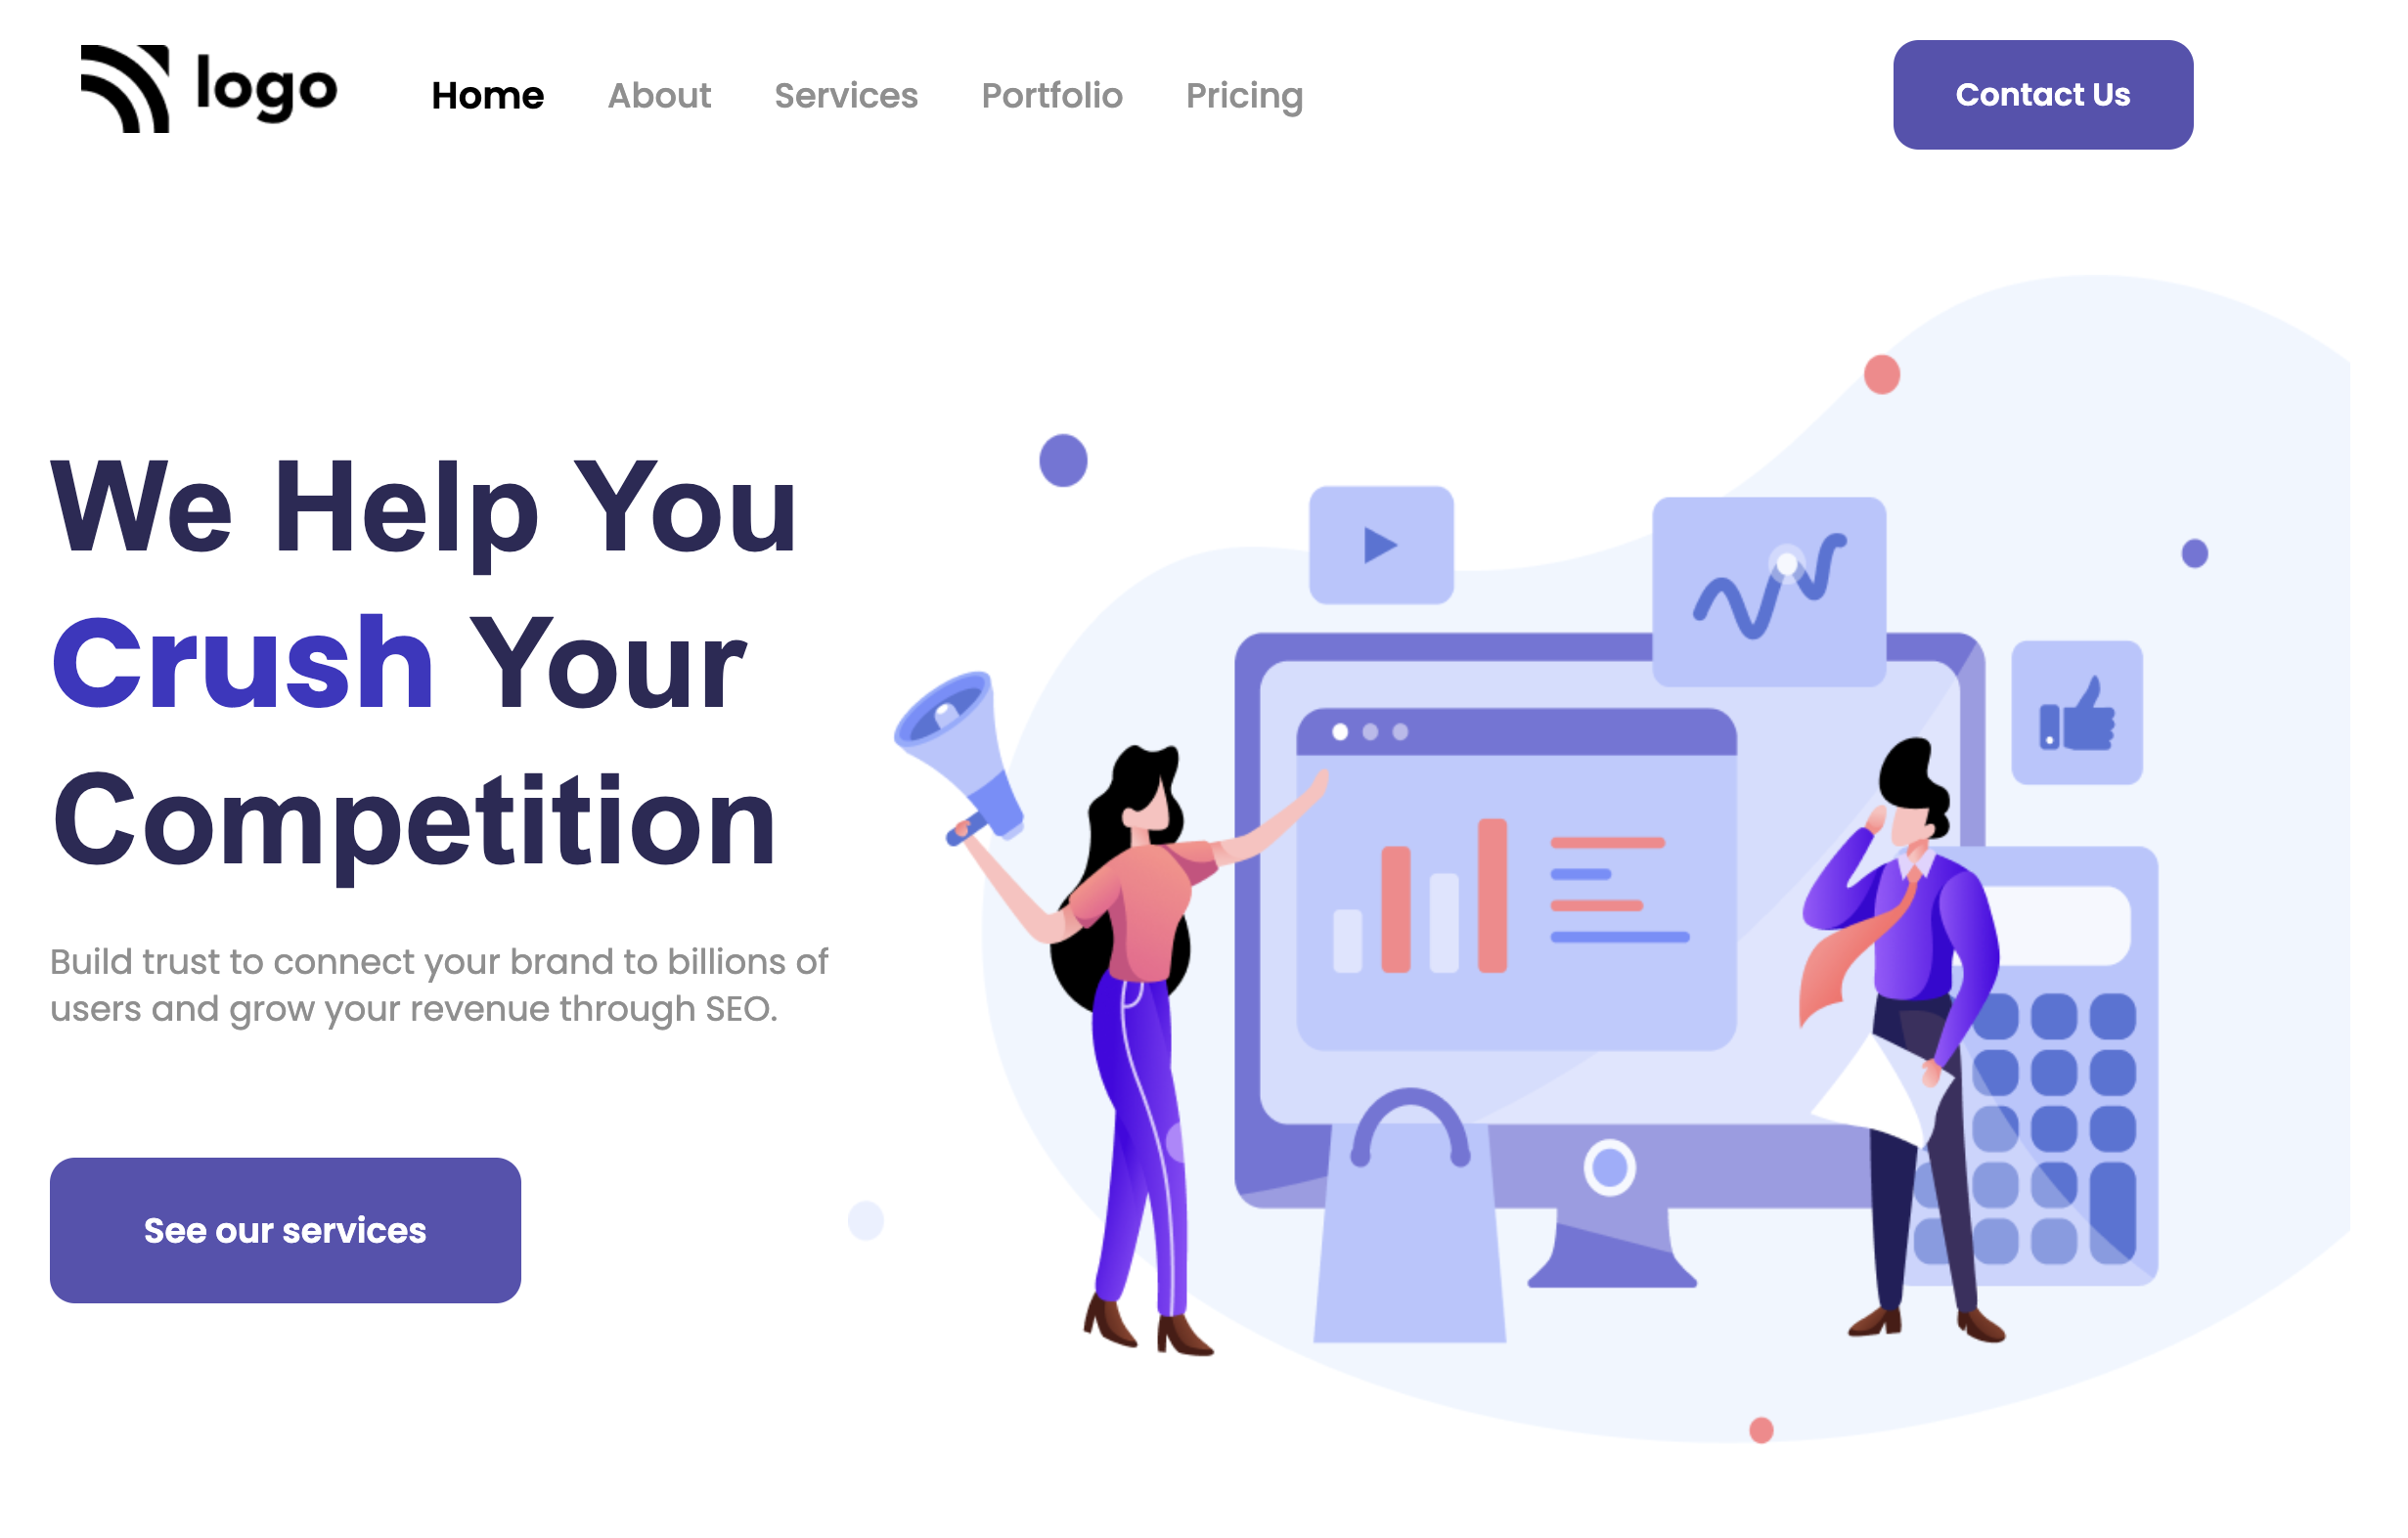 logo Home About Services Portfolio Pricing Contact Us
We Help You
Crush Your
Competition
Build trust to connect your brand to billions of
users and grow your revenue through SEO.
See our services